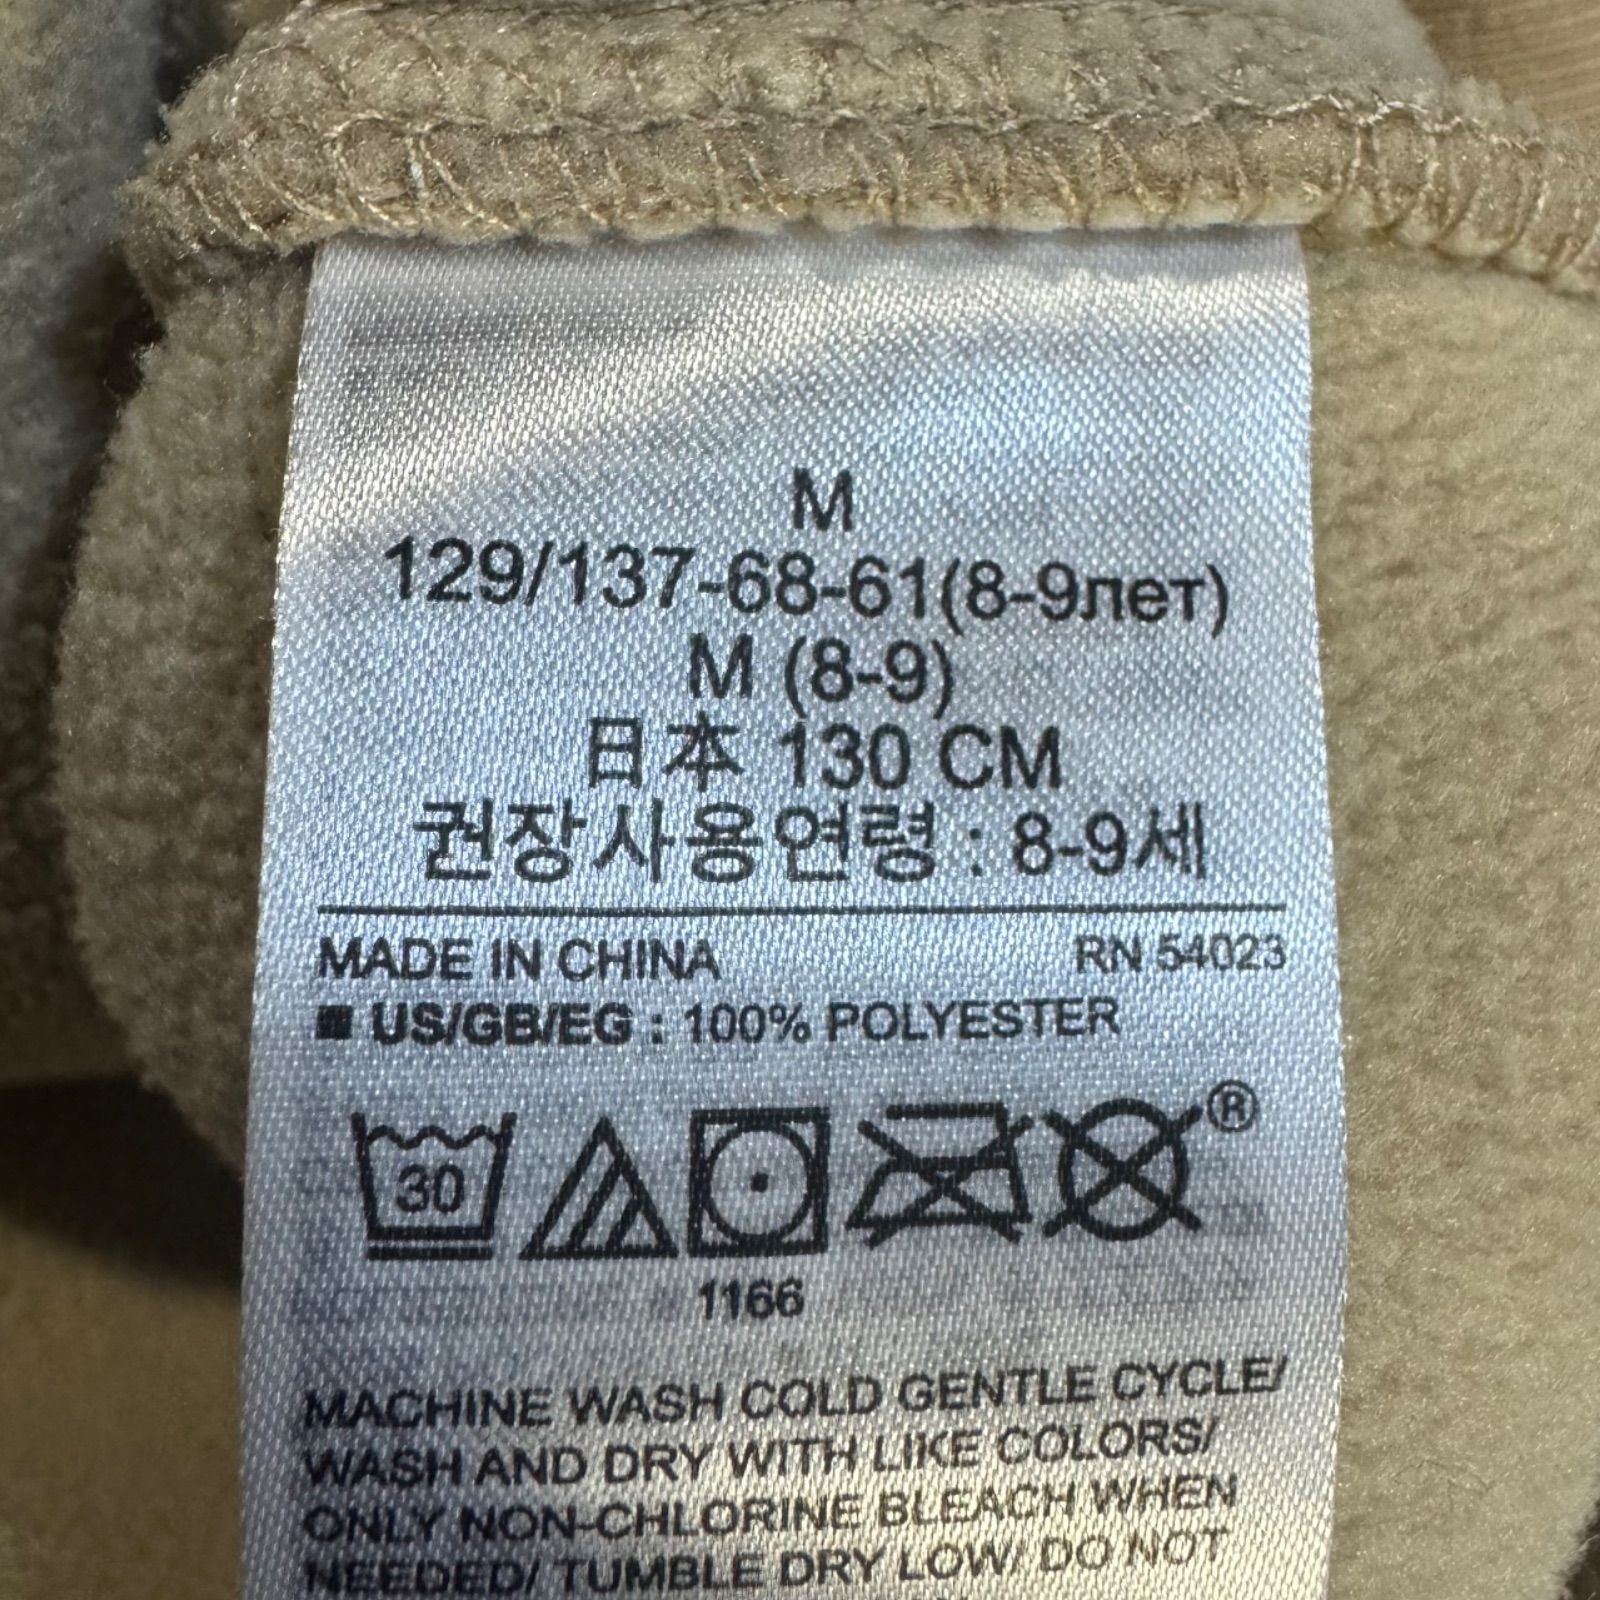 M
129/137-68-61(8-9лет)
M (8-9)
日本 130 CM
권장사용연령 : 8-9세
MADE IN CHINA RN 54023
■ US/GB/EG : 100% POLYESTER
30 ®
1166
MACHINE WASH COLD GENTLE CYCLE/
WASH AND DRY WITH LIKE COLORS/
ONLY NON-CHLORINE BLEACH WHEN
NEEDED/ TUMBLE DRY LOW/ DO NOT